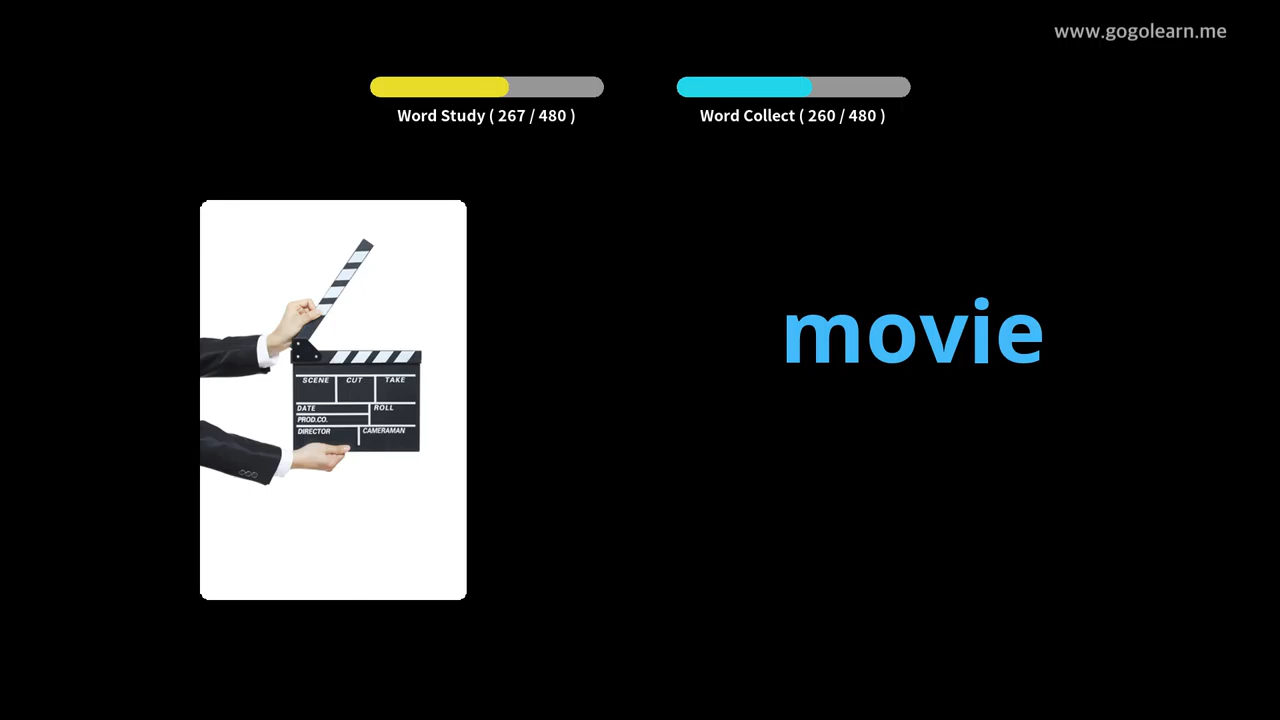 www.gogolearn.me
Word Study ( 267 / 480 )
Word Collect ( 260 / 480 )
movie
SCENE CUT TAKE
DATE ROLL
PROD.CO.
DIRECTOR CAMERAMAN